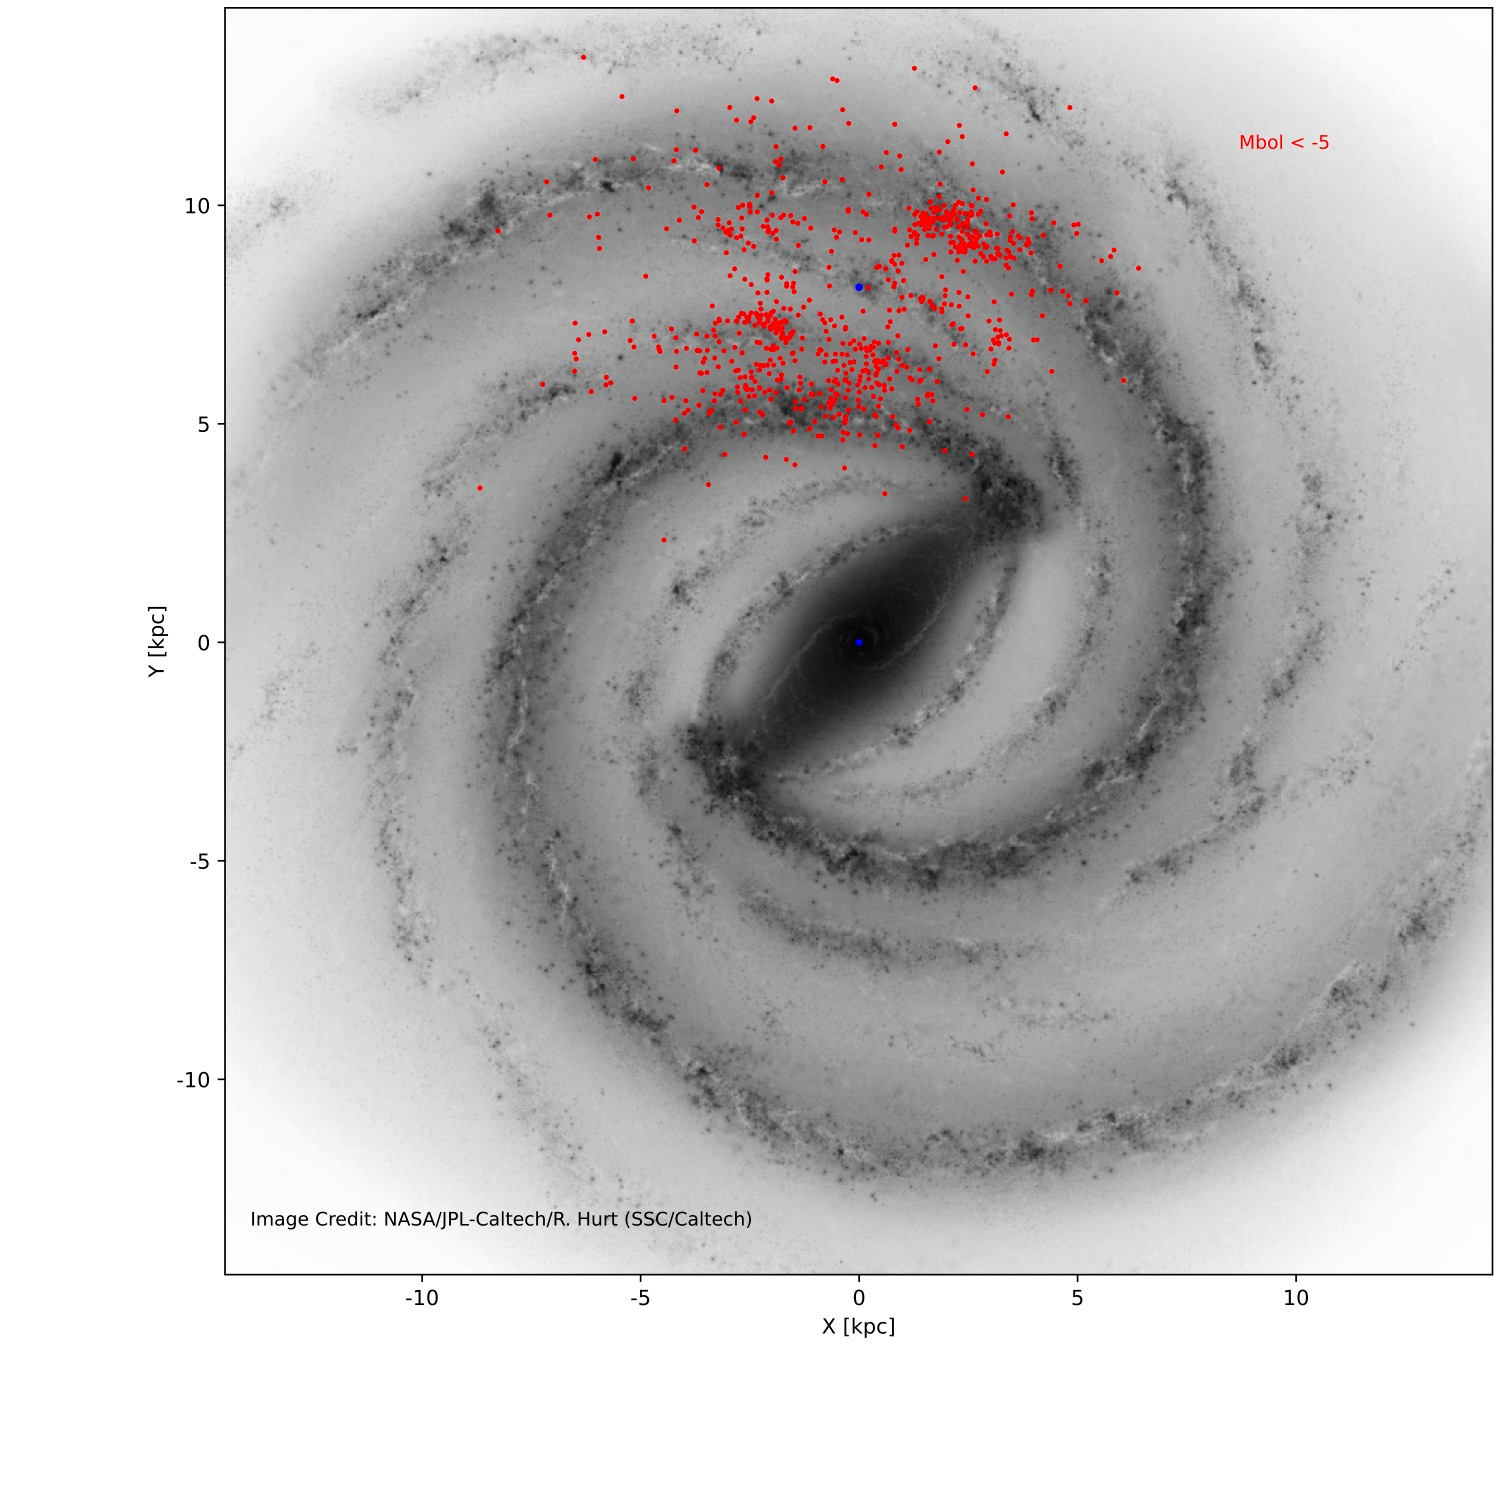 Mbol < -5
10
5
0
-5
-10
Y [kpc]
Image Credit: NASA/JPL-Caltech/R. Hurt (SSC/Caltech)
-10 -5 0 5 10
X [kpc]